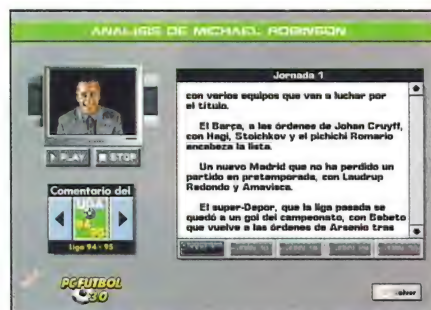 ANALISIS DE MICHAEL ROBINSON
Jornada 1
con varios equipos que van a luchar por
el título.
El Barça, a las órdenes de Johan Cruyff,
con Hagi, Stoichkov y el pichichi Romario
encabeza la lista.
Un nuevo Madrid que no ha perdido un
partido en pretemporada, con Laudrup
Redondo y Amavisca.
El super-Depor, que la liga pasada se
quedó a un gol del campeonato, con Bebeto
que vuelve a las órdenes de Arsenio tras
PLAY
STOP
Comentario del
LIGA
94
95
Liga 94 - 95
PCFUTBOL
3.0